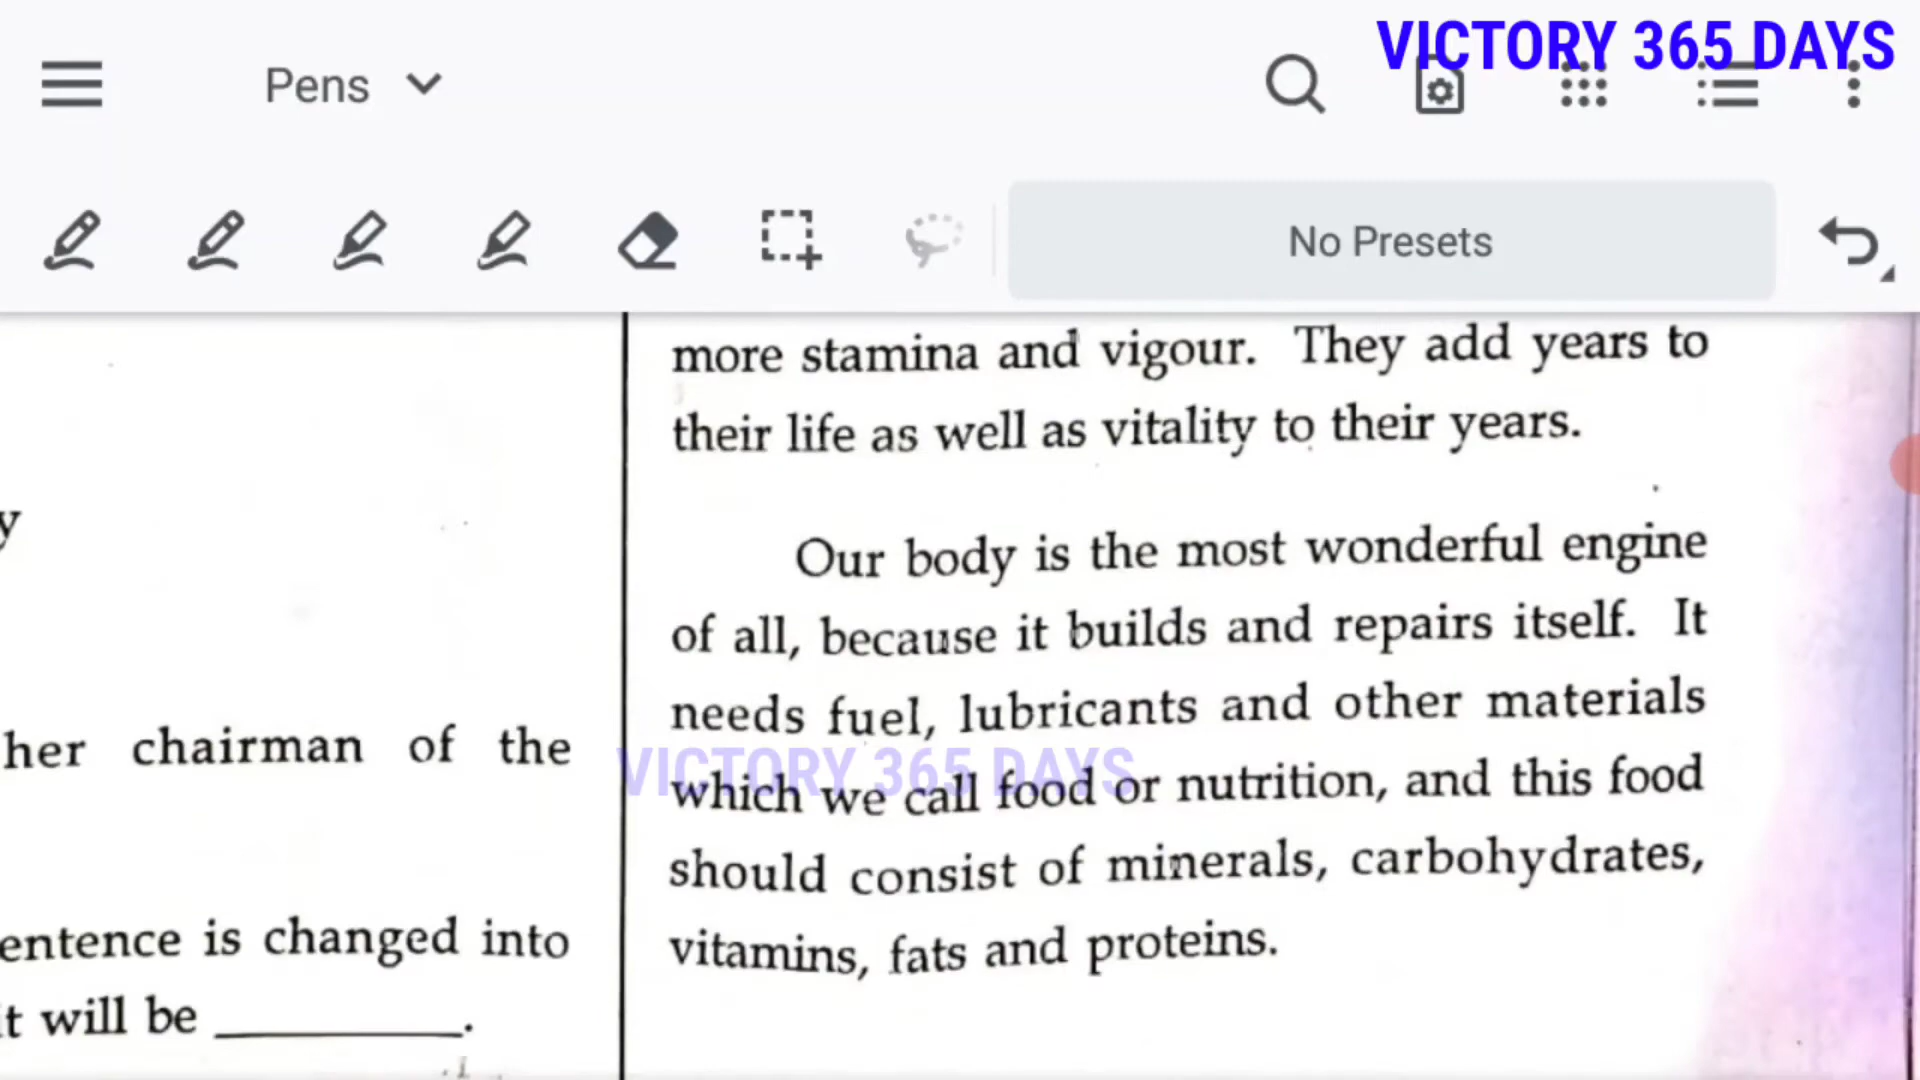 VICTORY 365 DAYS
Pens
No Presets
y
her chairman of the
entence is changed into
it will be __________.
more stamina and vigour. They add years to
their life as well as vitality to their years.
Our body is the most wonderful engine
of all, because it builds and repairs itself. It
needs fuel, lubricants and other materials
VICTORY 365 DAYS
which we call food or nutrition, and this food
should consist of minerals, carbohydrates,
vitamins, fats and proteins.